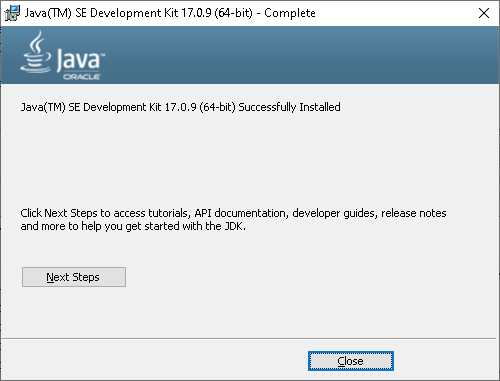 Java(TM) SE Development Kit 17.0.9 (64-bit) - Complete
Java™
ORACLE
Java(TM) SE Development Kit 17.0.9 (64-bit) Successfully Installed
Click Next Steps to access tutorials, API documentation, developer guides, release notes
and more to help you get started with the JDK.
Next Steps
Close